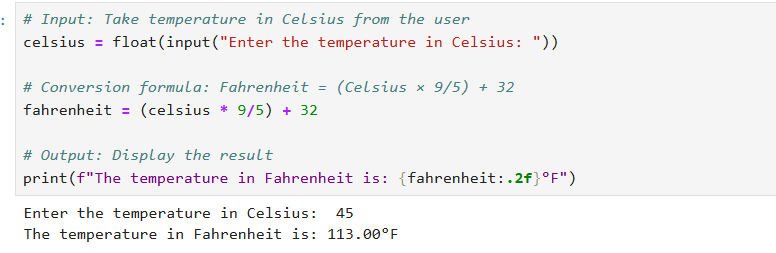 :
# Input: Take temperature in Celsius from the user
celsius = float(input("Enter the temperature in Celsius: "))
# Conversion formula: Fahrenheit = (Celsius × 9/5) + 32
fahrenheit = (celsius * 9/5) + 32
# Output: Display the result
print(f"The temperature in Fahrenheit is: {fahrenheit:.2f}°F")
Enter the temperature in Celsius:  45
The temperature in Fahrenheit is: 113.00°F